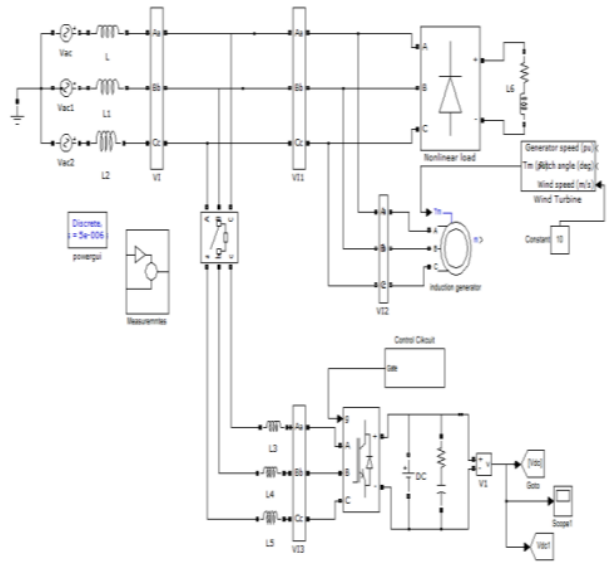 Vac
L
Aa
Bb
Cc
VI
Vac1
L1
Vac2
L2
Aa
Bb
Cc
VI1
A
B
C
+
-
Nonlinear load
L6
Generator speed (pu)
Pitch angle (deg)
Tm (pu)
Wind speed (m/s)
Wind Turbine
Constant
10
Discrete,
s = 5e-006
powergui
Measuremntes
A
B
C
a
b
c
VI2
Tm
A
B
C
m
Induction generator
Control Circuit
Gate
L3
L4
L5
Aa
Bb
Cc
VI3
g
A
B
C
+
-
DC
+
-
v
V1
[Vdc]
Goto
Scope1
Vdc1